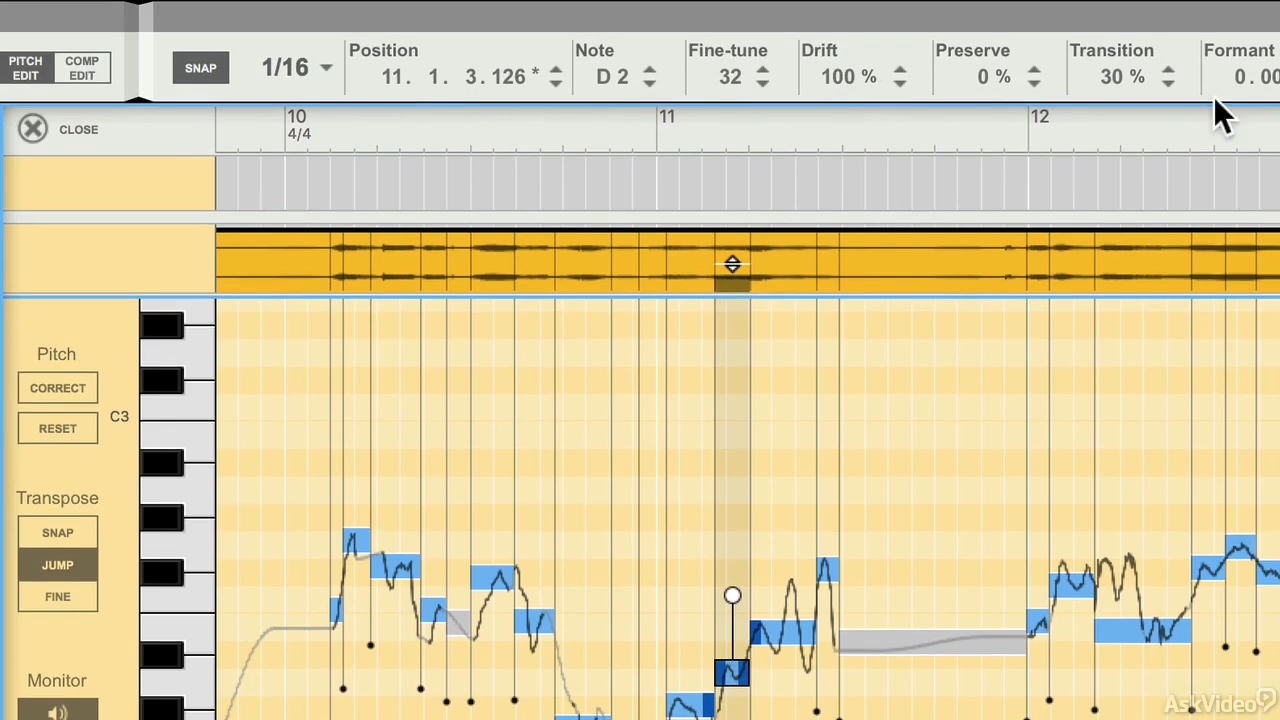 PITCH EDIT
COMP EDIT
SNAP
1/16
Position
11. 1. 3.126 *
Note
D 2
Fine-tune
32
Drift
100 %
Preserve
0 %
Transition
30 %
Formant
0.00
CLOSE
10
4/4
11
12
Pitch
CORRECT
RESET
C3
Transpose
SNAP
JUMP
FINE
Monitor
AskVideo